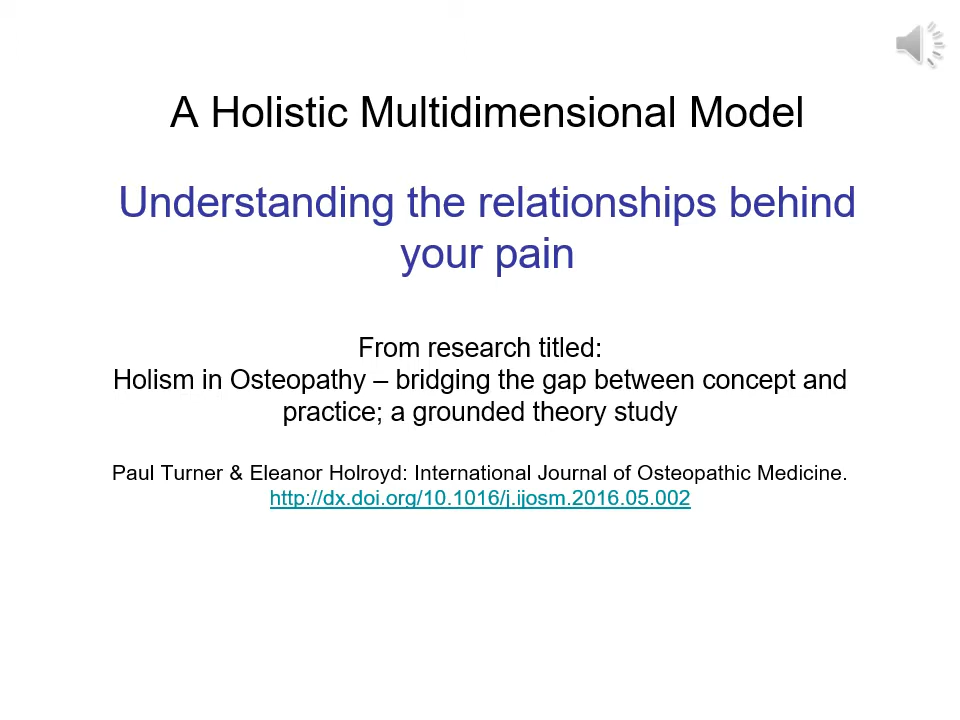 A Holistic Multidimensional Model
Understanding the relationships behind
your pain
From research titled:
Holism in Osteopathy – bridging the gap between concept and
practice; a grounded theory study
Paul Turner & Eleanor Holroyd: International Journal of Osteopathic Medicine.
http://dx.doi.org/10.1016/j.ijosm.2016.05.002